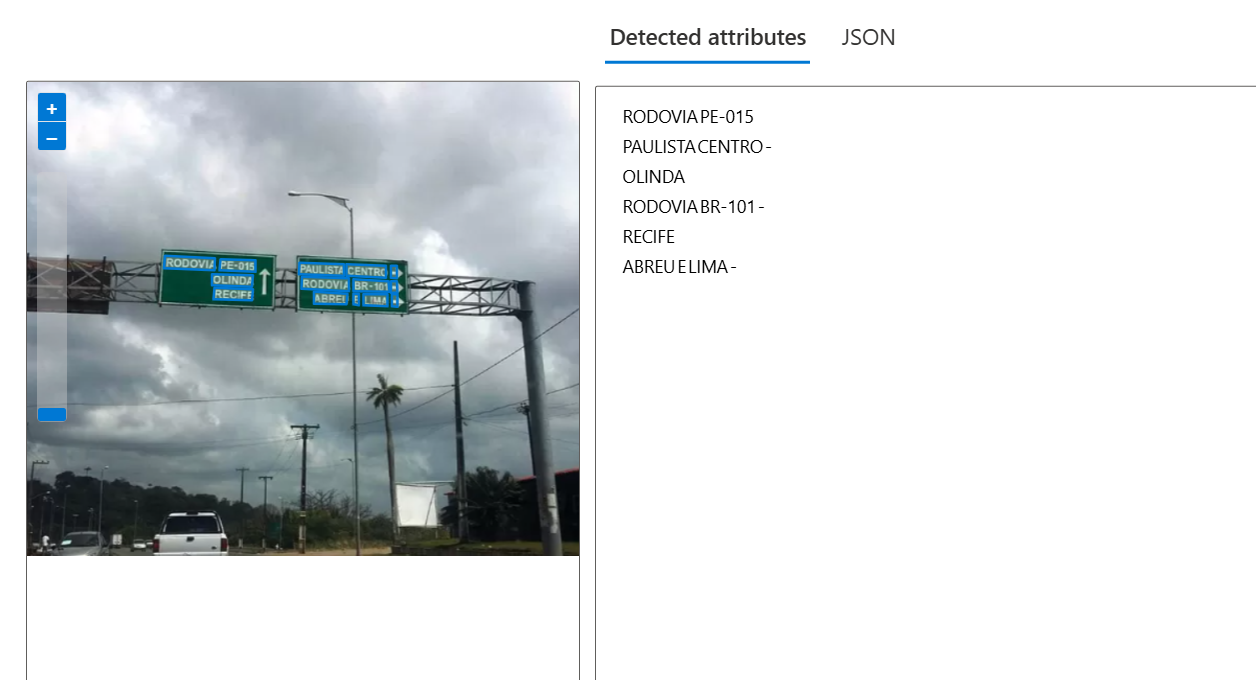 Detected attributes JSON
+
–
RODOVIA PE-015
OLINDA
RECIFE
PAULISTA CENTRO
RODOVIA BR-101
ABREU E LIMA
RODOVIA PE-015
PAULISTA CENTRO -
OLINDA
RODOVIA BR-101 -
RECIFE
ABREU E LIMA -